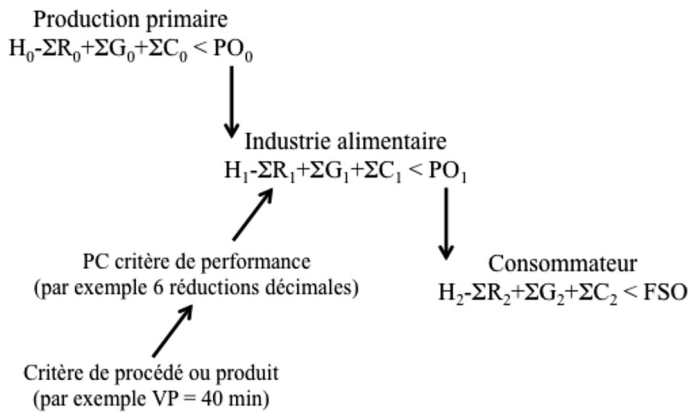 Production primaire
H₀-ΣR₀+ΣG₀+ΣC₀ < PO₀
Industrie alimentaire
H₁-ΣR₁+ΣG₁+ΣC₁ < PO₁
PC critère de performance
(par exemple 6 réductions décimales)
Consommateur
H₂-ΣR₂+ΣG₂+ΣC₂ < FSO
Critère de procédé ou produit
(par exemple VP = 40 min)